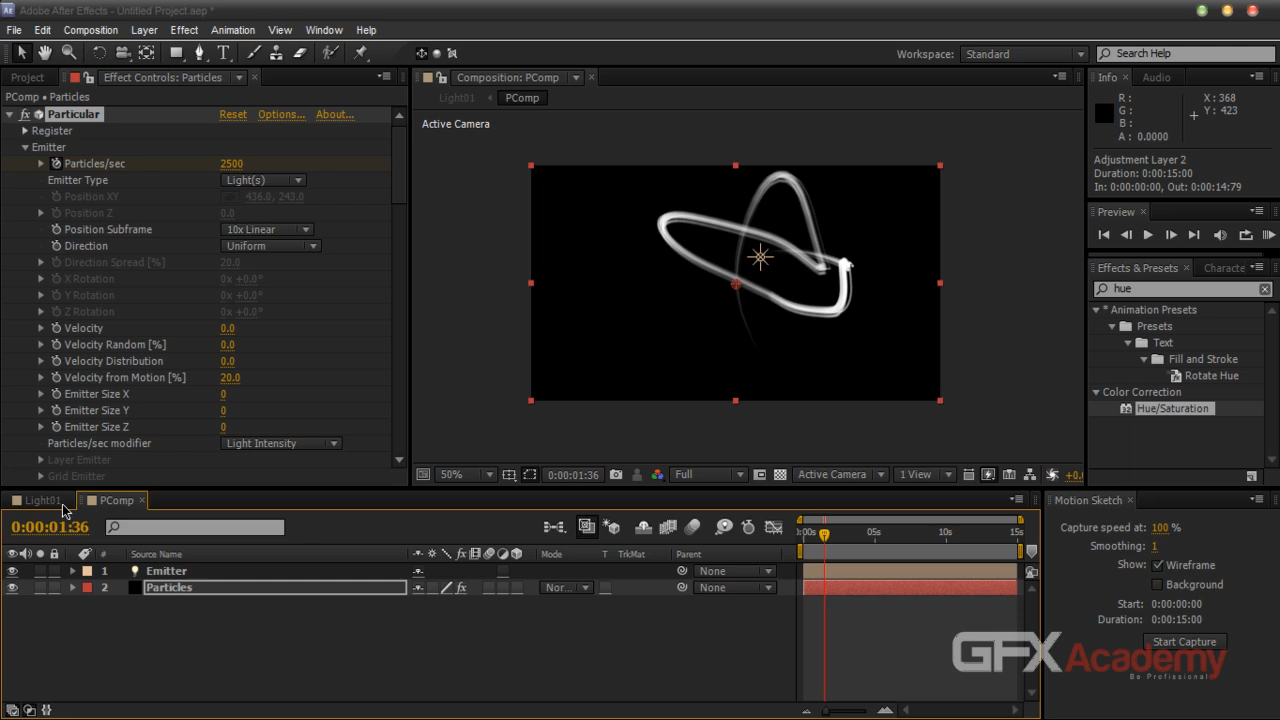 Adobe After Effects - Untitled Project.aep *
File Edit Composition Layer Effect Animation View Window Help
Workspace: Standard Search Help
Project Effect Controls: Particles
PComp • Particles
fx Particular Reset Options... About...
Register
Emitter
Particles/sec 2500
Emitter Type Light(s)
Position XY 436.0, 243.0
Position Z 0.0
Position Subframe 10x Linear
Direction Uniform
Direction Spread [%] 20.0
X Rotation 0x +0.0°
Y Rotation 0x +0.0°
Z Rotation 0x +0.0°
Velocity 0.0
Velocity Random [%] 0.0
Velocity Distribution 0.0
Velocity from Motion [%] 20.0
Emitter Size X 0
Emitter Size Y 0
Emitter Size Z 0
Particles/sec modifier Light Intensity
Layer Emitter
Grid Emitter
Composition: PComp
Light01 PComp
Active Camera
50% 0:00:01:36 Full Active Camera 1 View +0.
Info Audio
R : X : 368
G : Y : 423
B :
A : 0.0000
Adjustment Layer 2
Duration: 0:00:15:00
In: 0:00:00:00, Out: 0:00:14:79
Preview
Effects & Presets Characte
hue
* Animation Presets
Presets
Text
Fill and Stroke
Rotate Hue
Color Correction
Hue/Saturation
Light01 PComp
0:00:01:36
:00s 05s 10s 15s
# Source Name fx Mode T TrkMat Parent
1 Emitter None
2 Particles fx Nor... None
Motion Sketch
Capture speed at: 100 %
Smoothing: 1
Show: Wireframe
Background
Start: 0:00:00:00
Duration: 0:00:15:00
Start Capture
GFXAcademy
Be Profissional